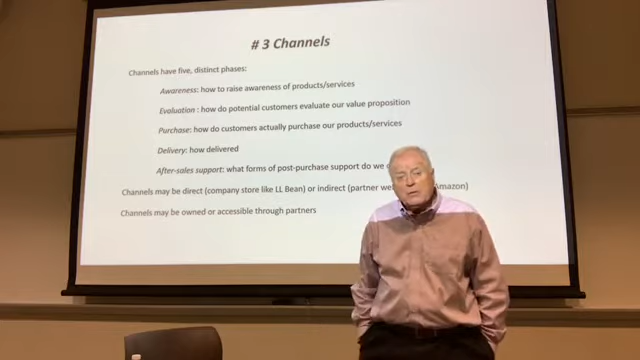 # 3 Channels
Channels have five, distinct phases:
Awareness: how to raise awareness of products/services
Evaluation : how do potential customers evaluate our value proposition
Purchase: how do customers actually purchase our products/services
Delivery: how delivered
After-sales support: what forms of post-purchase support do we
Channels may be direct (company store like LL Bean) or indirect (partner Amazon)
Channels may be owned or accessible through partners